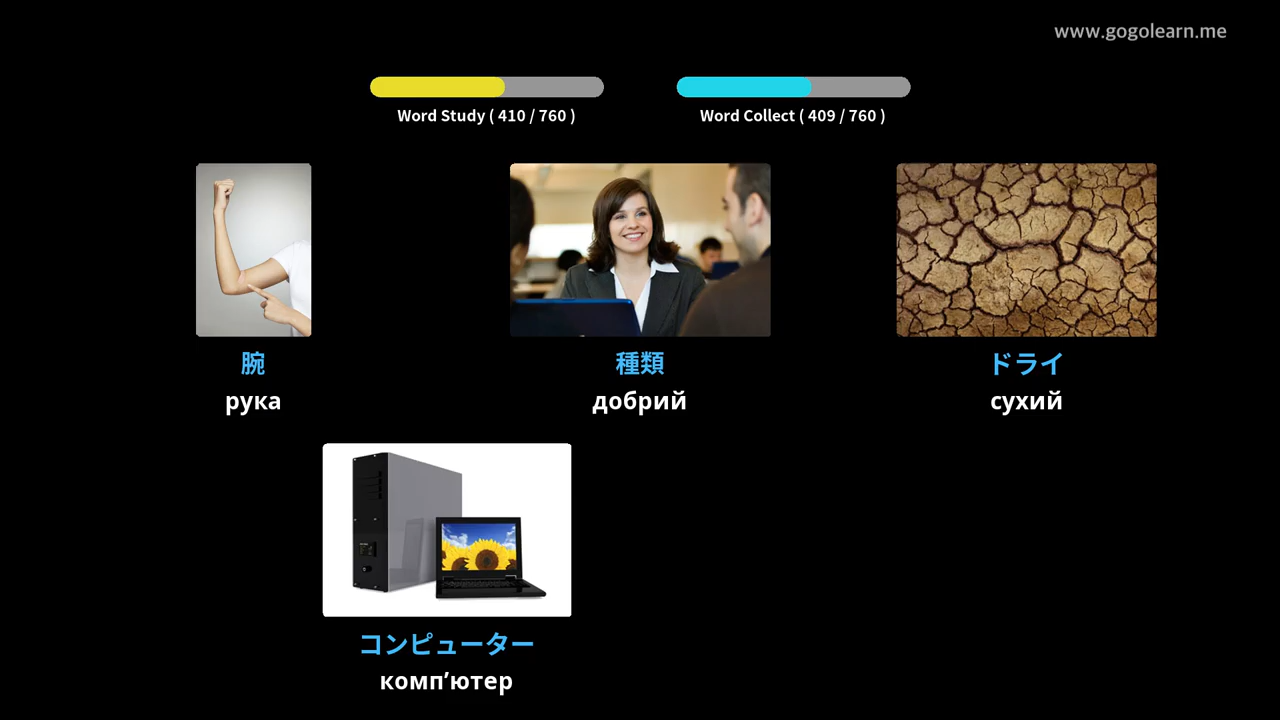 www.gogolearn.me
Word Study ( 410 / 760 )
Word Collect ( 409 / 760 )
腕
рука
種類
добрий
ドライ
сухий
コンピューター
комп’ютер